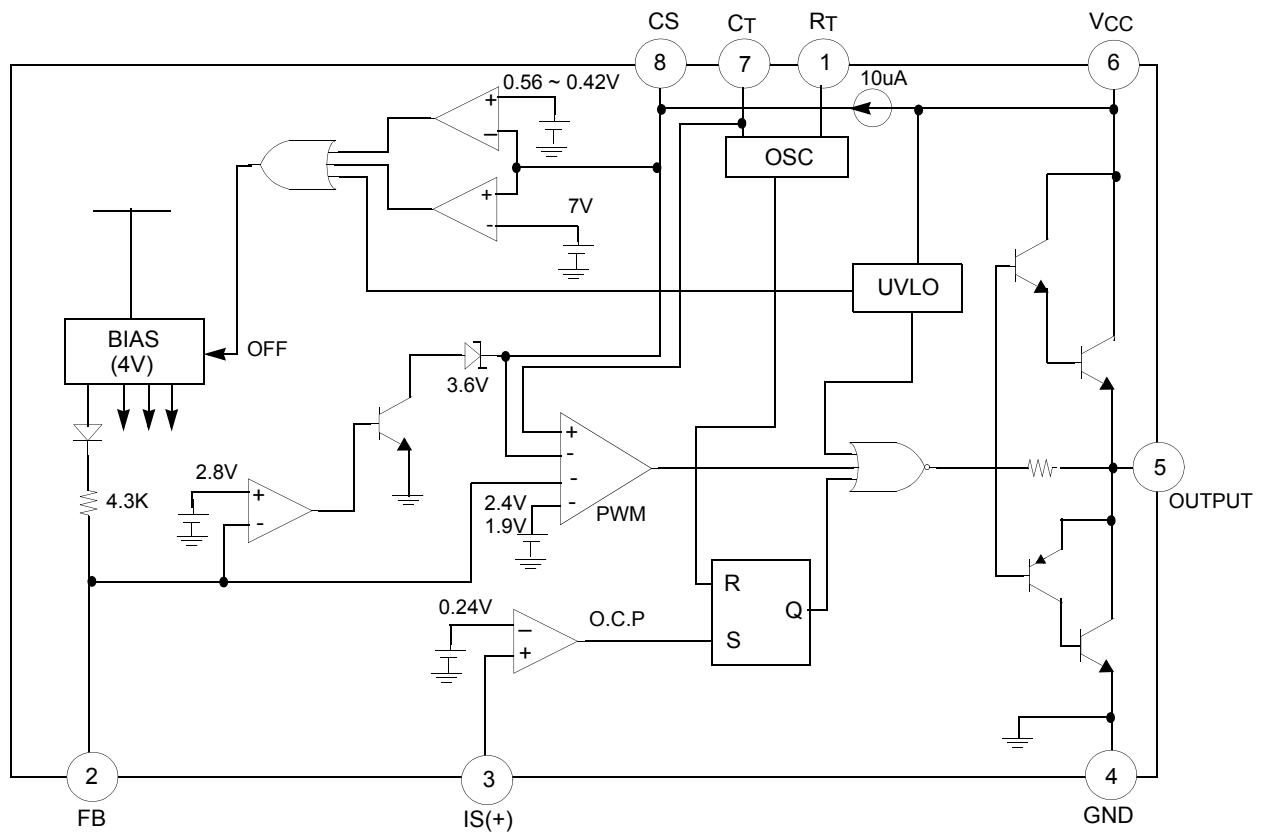 CS
CT
RT
VCC
8
7
1
6
0.56 ~ 0.42V
10uA
+
–
OSC
+
-
7V
UVLO
BIAS
(4V)
OFF
3.6V
+
-
-
-
2.8V
+
-
4.3K
2.4V
1.9V
PWM
5
OUTPUT
R
Q
S
0.24V
O.C.P
–
+
2
3
4
FB
IS(+)
GND